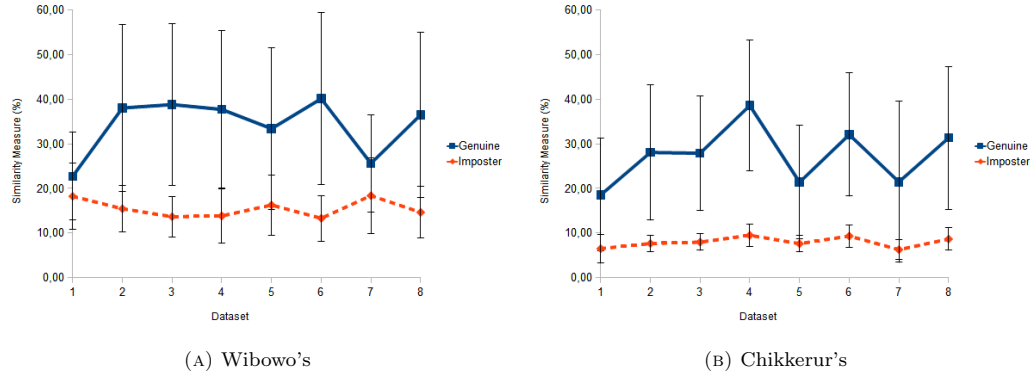 60,00
50,00
40,00
30,00
20,00
10,00
0,00
Similarity Measure (%)
1 2 3 4 5 6 7 8
Dataset
Genuine
Imposter
(A) Wibowo's
60,00
50,00
40,00
30,00
20,00
10,00
0,00
Similarity Measure (%)
1 2 3 4 5 6 7 8
Dataset
Genuine
Imposter
(B) Chikkerur's